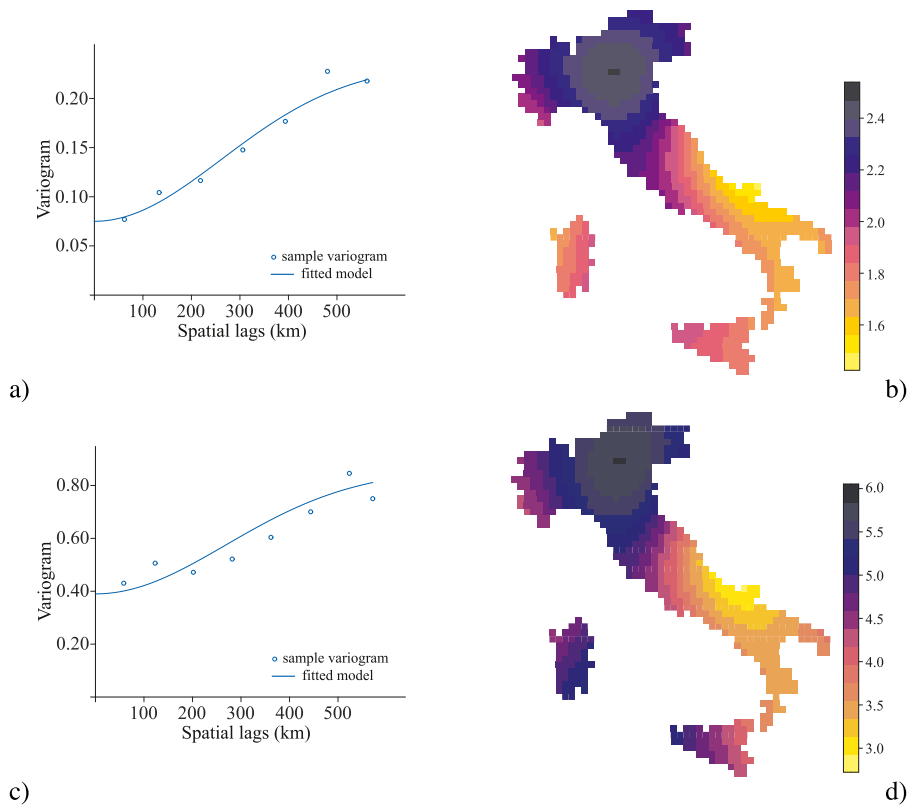 0.20
0.15
0.10
0.05
Variogram
sample variogram
fitted model
100 200 300 400 500
Spatial lags (km)
a)
2.4
2.2
2.0
1.8
1.6
b)
0.80
0.60
0.40
0.20
Variogram
sample variogram
fitted model
100 200 300 400 500
Spatial lags (km)
c)
6.0
5.5
5.0
4.5
4.0
3.5
3.0
d)